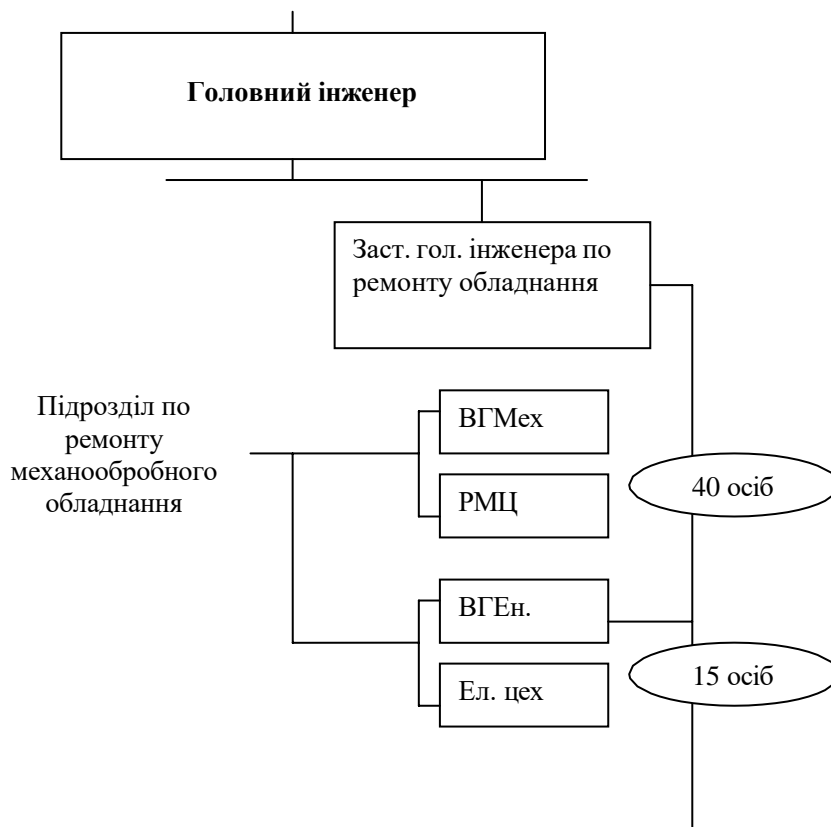 Головний інженер
Заст. гол. інженера по
ремонту обладнання
Підрозділ по
ремонту
механообробного
обладнання
ВГМех
РМЦ
40 осіб
ВГЕн.
Ел. цех
15 осіб